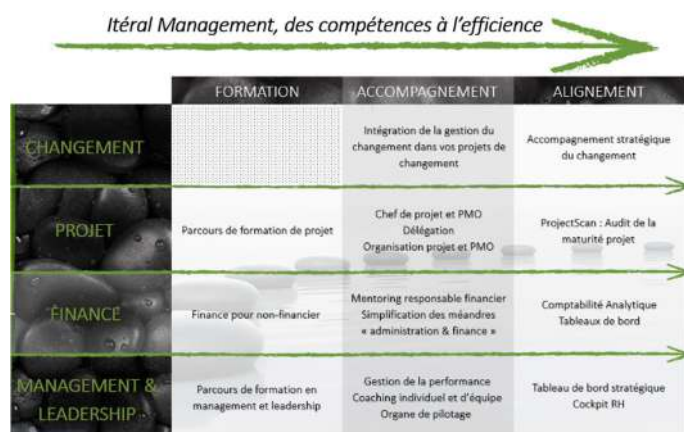 Itéral Management, des compétences à l'efficience
FORMATION
ACCOMPAGNEMENT
ALIGNEMENT
CHANGEMENT
Intégration de la gestion du
changement dans vos projets de
changement
Accompagnement stratégique
du changement
PROJET
Parcours de formation de projet
Chef de projet et PMO
Délégation
Organisation projet et PMO
ProjectScan : Audit de la
maturité projet
FINANCE
Finance pour non-financier
Mentoring responsable financier
Simplification des méandres
« administration & finance »
Comptabilité Analytique
Tableaux de bord
MANAGEMENT &
LEADERSHIP
Parcours de formation en
management et leadership
Gestion de la performance
Coaching individuel et d'équipe
Organe de pilotage
Tableau de bord stratégique
Cockpit RH